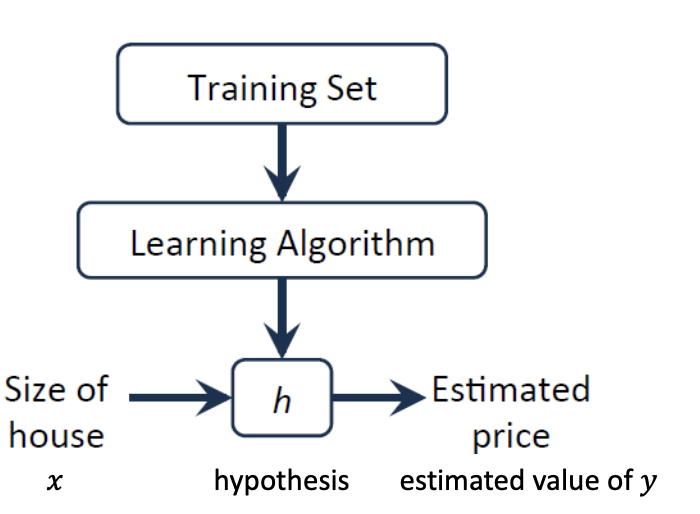 Training Set
Learning Algorithm
Size of
house
h
Estimated
price
x
hypothesis
estimated value of y